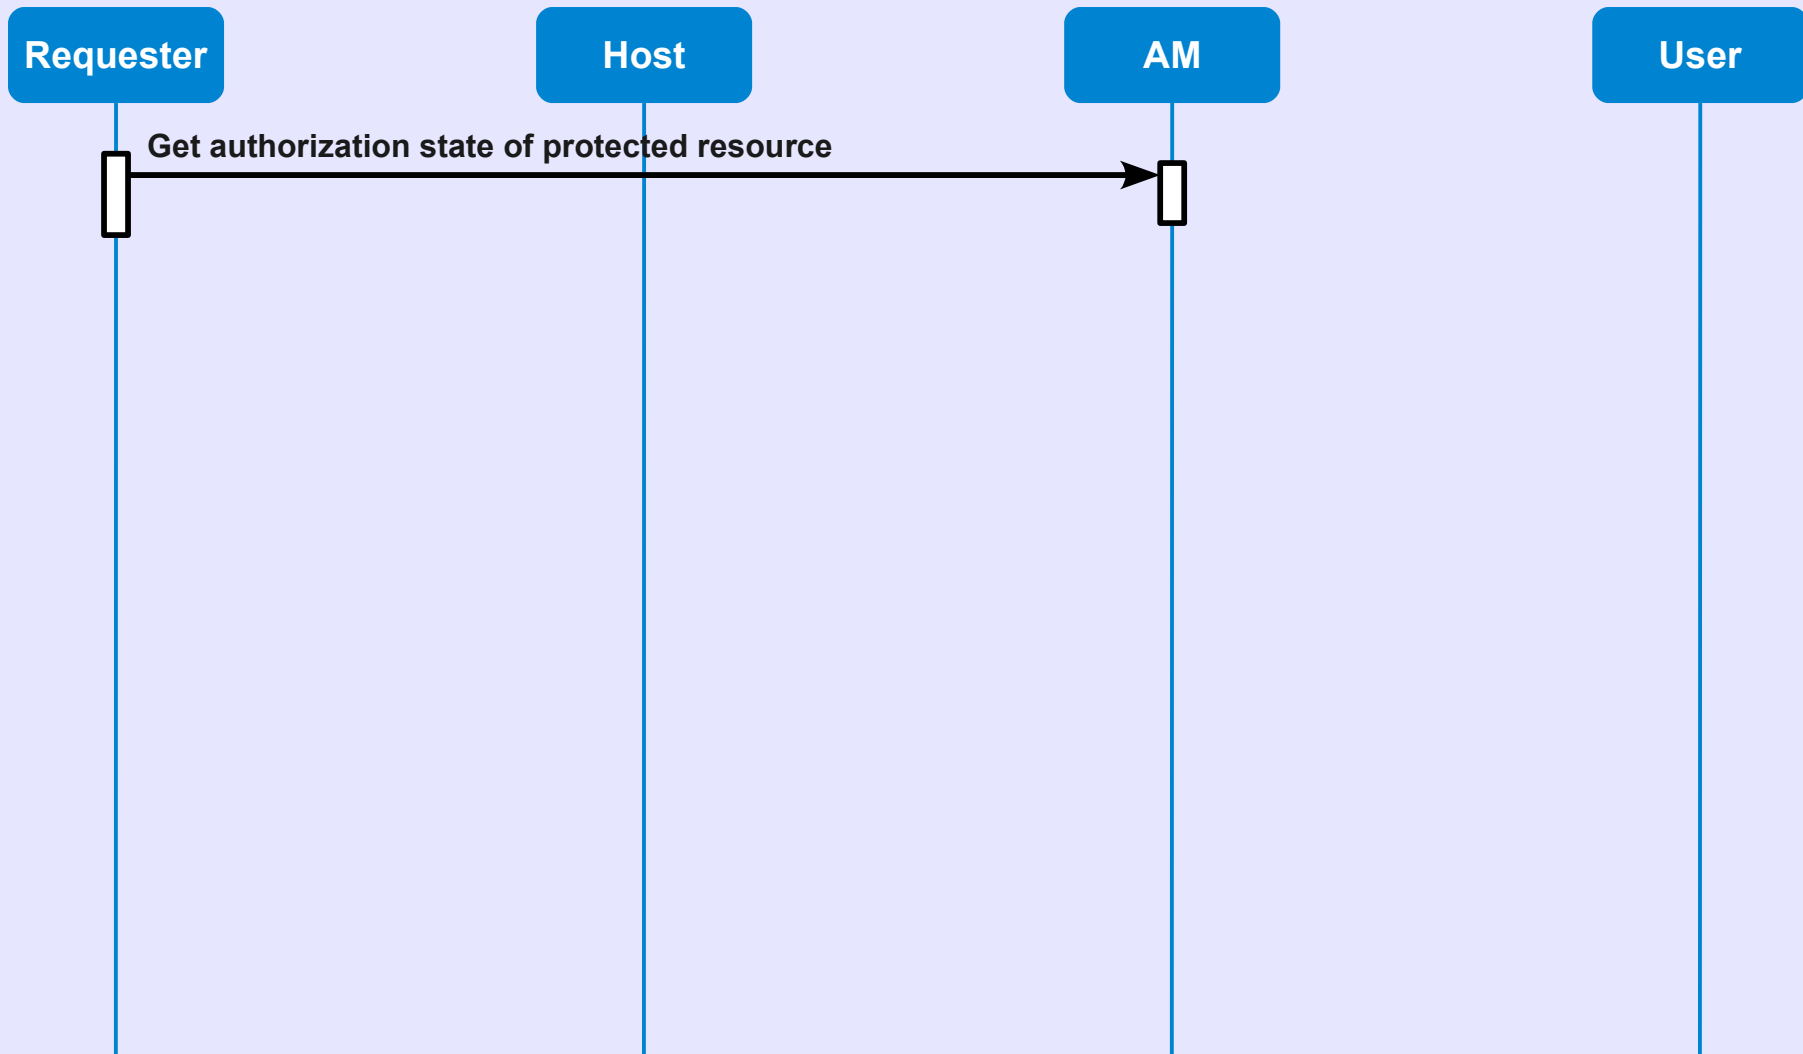 Requester
Host
AM
User
Get authorization state of protected resource